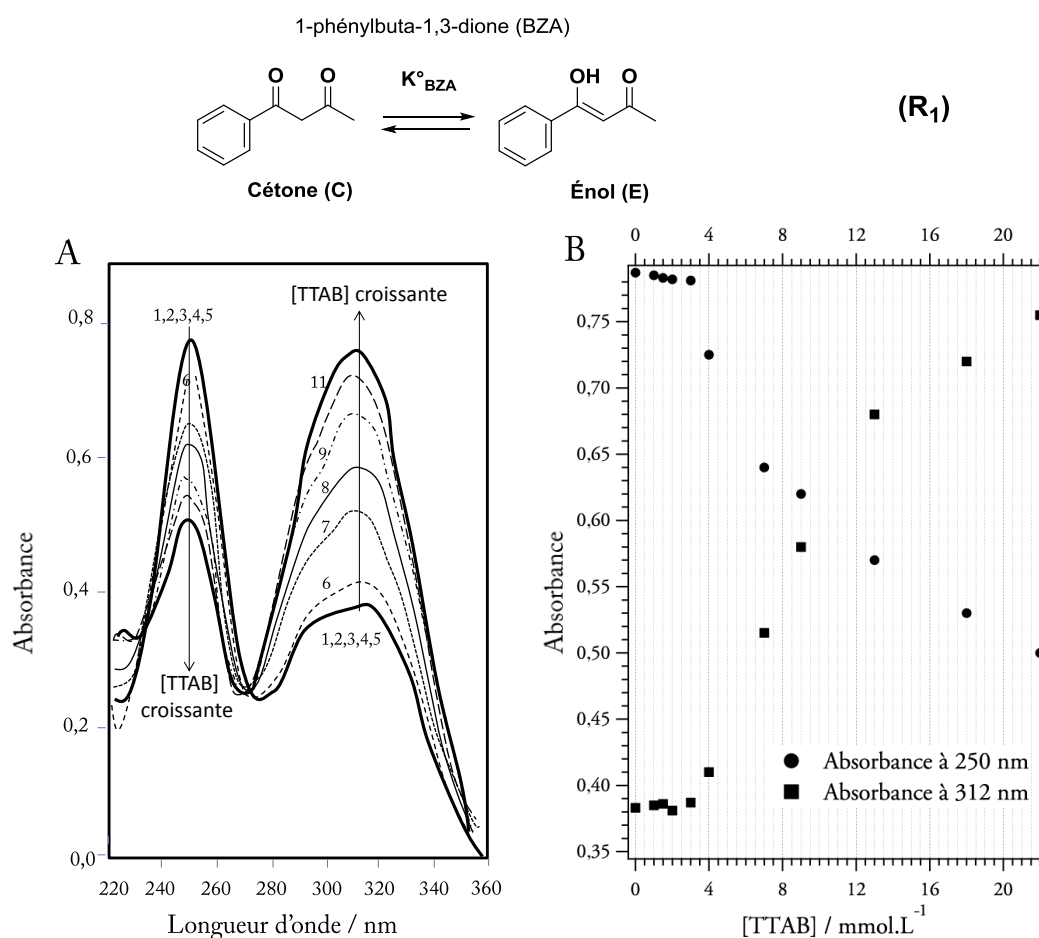 1-phénylbuta-1,3-dione (BZA)
O O
K°BZA
OH O
(R1)
Cétone (C)
Énol (E)
A
[TTAB] croissante
1,2,3,4,5
0,8
6
11
0,6
9
8
7
0,4
6
1,2,3,4,5
[TTAB]
croissante
0,2
0,0
220 240 260 280 300 320 340 360
Absorbance
Longueur d'onde / nm
B
0 4 8 12 16 20
0,75
0,70
0,65
0,60
0,55
0,50
0,45
0,40
0,35
Absorbance
Absorbance à 250 nm
Absorbance à 312 nm
0 4 8 12 16 20
[TTAB] / mmol.L-1